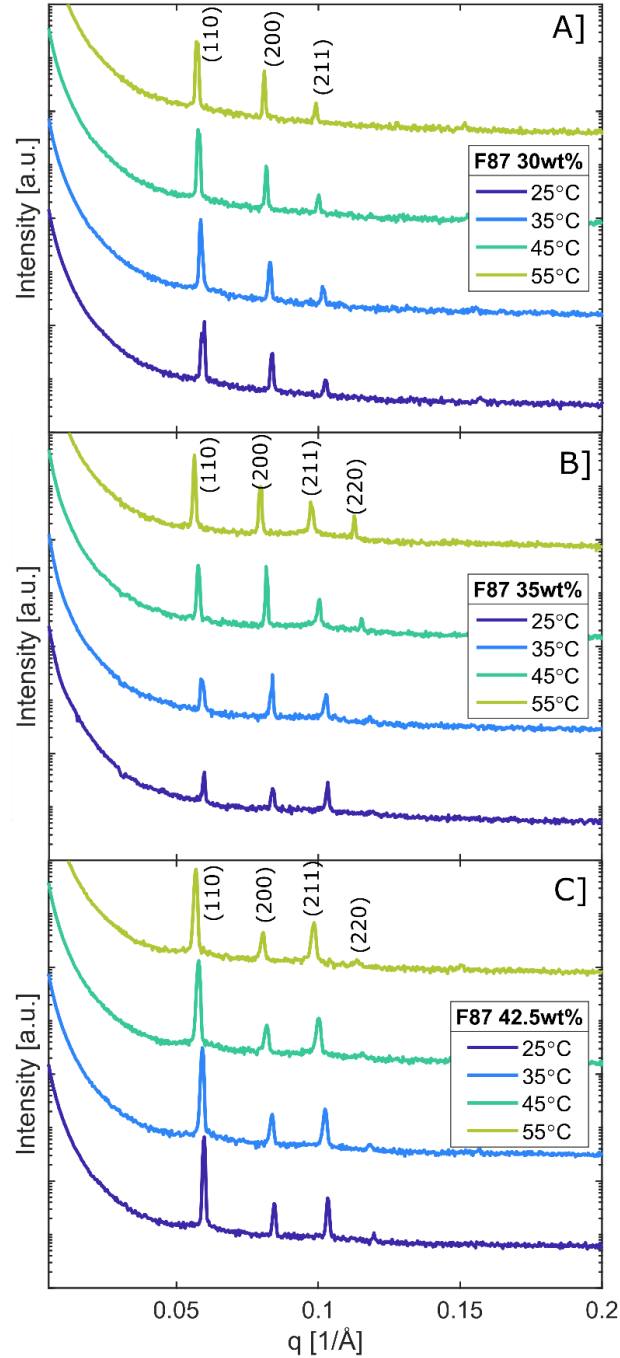 A]
(110)
(200)
(211)
Intensity [a.u.]
F87 30wt%
25°C
35°C
45°C
55°C
B]
(110)
(200)
(211)
(220)
Intensity [a.u.]
F87 35wt%
25°C
35°C
45°C
55°C
C]
(110)
(200)
(211)
(220)
Intensity [a.u.]
F87 42.5wt%
25°C
35°C
45°C
55°C
0.05
0.1
0.15
0.2
q [1/Å]